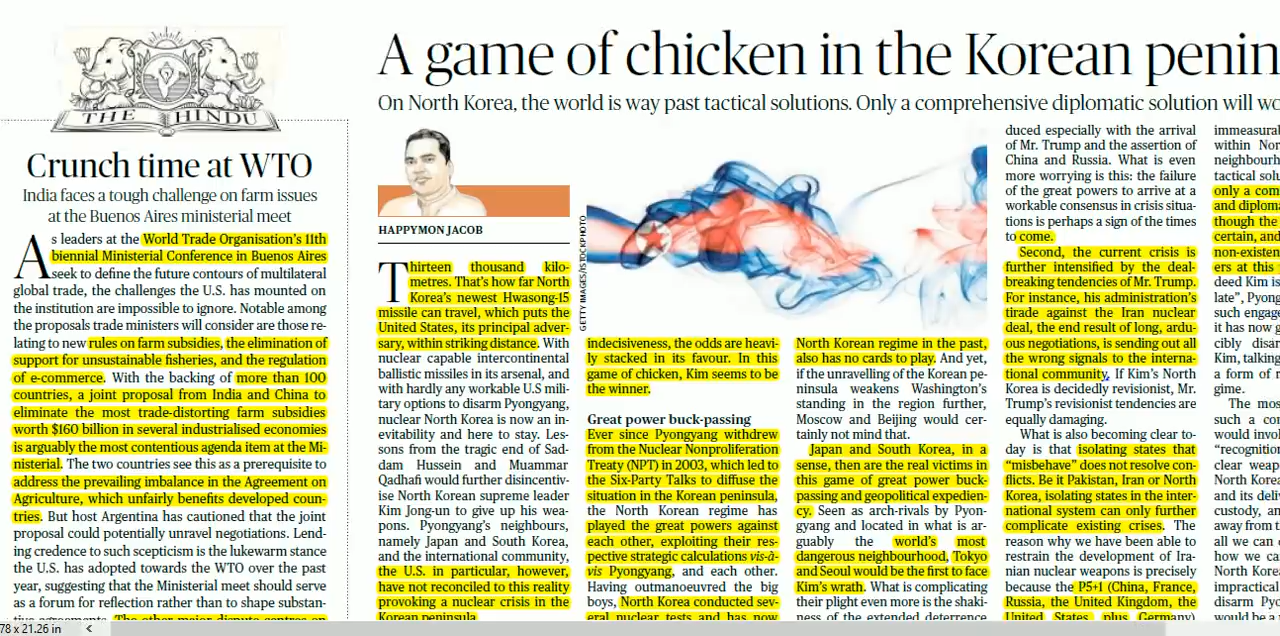 THE HINDU
Crunch time at WTO
India faces a tough challenge on farm issues
at the Buenos Aires ministerial meet
As leaders at the World Trade Organisation's 11th
biennial Ministerial Conference in Buenos Aires
seek to define the future contours of multilateral
global trade, the challenges the U.S. has mounted on
the institution are impossible to ignore. Notable among
the proposals trade ministers will consider are those re-
lating to new rules on farm subsidies, the elimination of
support for unsustainable fisheries, and the regulation
of e-commerce. With the backing of more than 100
countries, a joint proposal from India and China to
eliminate the most trade-distorting farm subsidies
worth $160 billion in several industrialised economies
is arguably the most contentious agenda item at the Mi-
nisterial. The two countries see this as a prerequisite to
address the prevailing imbalance in the Agreement on
Agriculture, which unfairly benefits developed coun-
tries. But host Argentina has cautioned that the joint
proposal could potentially unravel negotiations. Lend-
ing credence to such scepticism is the lukewarm stance
the U.S. has adopted towards the WTO over the past
year, suggesting that the Ministerial meet should serve
as a forum for reflection rather than to shape substan-
tive agreements. The other major dispute centres on
A game of chicken in the Korean penin
On North Korea, the world is way past tactical solutions. Only a comprehensive diplomatic solution will wo
HAPPYMON JACOB
Thirteen thousand kilo-
metres. That's how far North
Korea's newest Hwasong-15
missile can travel, which puts the
United States, its principal adver-
sary, within striking distance. With
nuclear capable intercontinental
ballistic missiles in its arsenal, and
with hardly any workable U.S mili-
tary options to disarm Pyongyang,
nuclear North Korea is now an in-
evitability and here to stay. Les-
sons from the tragic end of Sad-
dam Hussein and Muammar
Qadhafi would further disincentiv-
ise North Korean supreme leader
Kim Jong-un to give up his wea-
pons. Pyongyang's neighbours,
namely Japan and South Korea,
and the international community,
the U.S. in particular, however,
have not reconciled to this reality
provoking a nuclear crisis in the
Korean peninsula.
GETTY IMAGES/ISTOCKPHOTO
indecisiveness, the odds are heavi-
ly stacked in its favour. In this
game of chicken, Kim seems to be
the winner.
Great power buck-passing
Ever since Pyongyang withdrew
from the Nuclear Nonproliferation
Treaty (NPT) in 2003, which led to
the Six-Party Talks to diffuse the
situation in the Korean peninsula,
the North Korean regime has
played the great powers against
each other, exploiting their res-
pective strategic calculations vis-à-
vis Pyongyang, and each other.
Having outmanoeuvred the big
boys, North Korea conducted sev-
eral nuclear tests and has now
North Korean regime in the past,
also has no cards to play. And yet,
if the unravelling of the Korean pe-
ninsula weakens Washington's
standing in the region further,
Moscow and Beijing would cer-
tainly not mind that.
Japan and South Korea, in a
sense, then are the real victims in
this game of great power buck-
passing and geopolitical expedien-
cy. Seen as arch-rivals by Pyon-
gyang and located in what is ar-
guably the world's most
dangerous neighbourhood, Tokyo
and Seoul would be the first to face
Kim's wrath. What is complicating
their plight even more is the shaki-
ness of the extended deterrence
duced especially with the arrival
of Mr. Trump and the assertion of
China and Russia. What is even
more worrying is this: the failure
of the great powers to arrive at a
workable consensus in crisis situa-
tions is perhaps a sign of the times
to come.
Second, the current crisis is
further intensified by the deal-
breaking tendencies of Mr. Trump.
For instance, his administration's
tirade against the Iran nuclear
deal, the end result of long, ardu-
ous negotiations, is sending out all
the wrong signals to the interna-
tional community. If Kim's North
Korea is decidedly revisionist, Mr.
Trump's revisionist tendencies are
equally damaging.
What is also becoming clear to-
day is that isolating states that
"misbehave" does not resolve con-
flicts. Be it Pakistan, Iran or North
Korea, isolating states in the inter-
national system can only further
complicate existing crises. The
reason why we have been able to
restrain the development of Ira-
nian nuclear weapons is precisely
because the P5+1 (China, France,
Russia, the United Kingdom, the
United States, plus Germany)
immeasurab
within Nor
neighbourh
tactical solu
only a com
and diploma
though the
certain, and
non-existen
ers at this
deed Kim is
late", Pyong
such engage
it has now g
cibly disar
Kim, talking
a form of r
gime.
The mos
such a con
would invol
"recognition
clear weap
North Korea
and its deliv
custody, an
away from t
all we can
how we can
North Korea
impractical
disarm Pyo
would be a
78 x 21.26 in